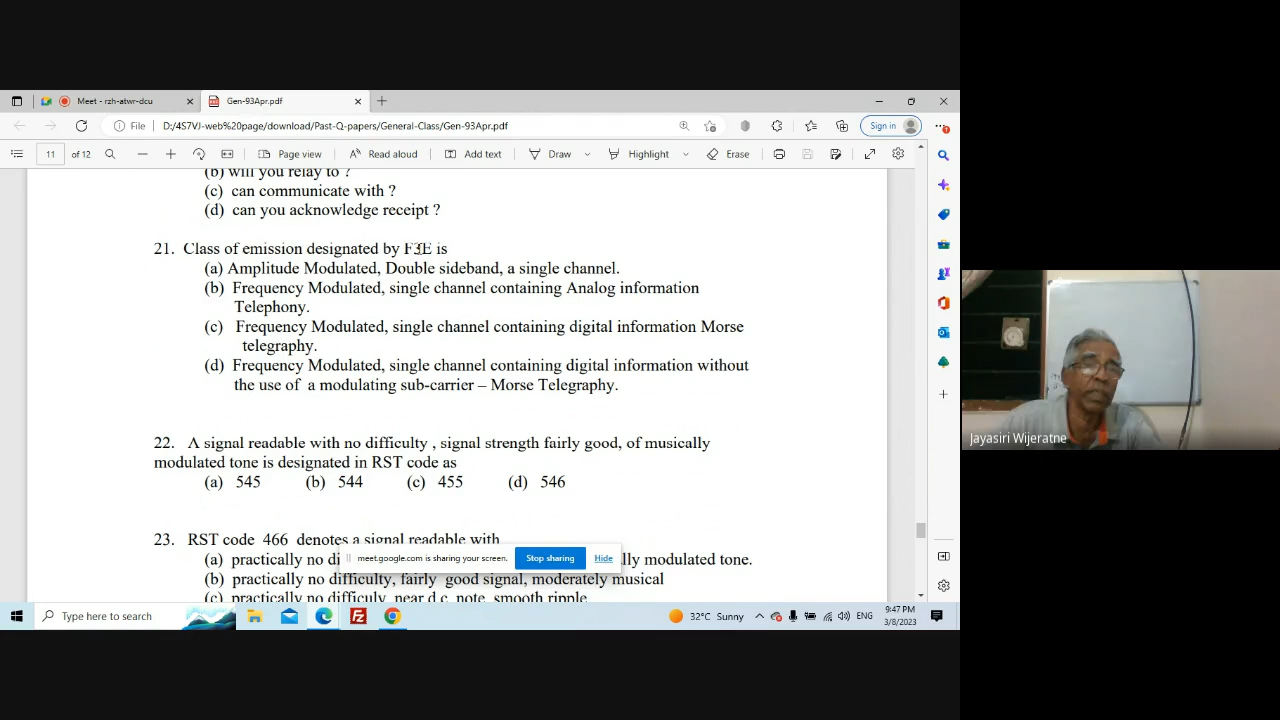 Meet - rzh-atwr-dcu
Gen-93Apr.pdf
File D:/4S7VJ-web%20page/download/Past-Q-papers/General-Class/Gen-93Apr.pdf
Sign in
11 of 12
Page view
Read aloud
Add text
Draw
Highlight
Erase
(b) will you relay to ?
(c) can communicate with ?
(d) can you acknowledge receipt ?
21. Class of emission designated by F3E is
(a) Amplitude Modulated, Double sideband, a single channel.
(b) Frequency Modulated, single channel containing Analog information
Telephony.
(c) Frequency Modulated, single channel containing digital information Morse
telegraphy.
(d) Frequency Modulated, single channel containing digital information without
the use of a modulating sub-carrier – Morse Telegraphy.
22. A signal readable with no difficulty , signal strength fairly good, of musically
modulated tone is designated in RST code as
(a) 545 (b) 544 (c) 455 (d) 546
23. RST code 466 denotes a signal readable with
(a) practically no di
lly modulated tone.
meet.google.com is sharing your screen.
Stop sharing
Hide
(b) practically no difficulty, fairly good signal, moderately musical
(c) practically no difficuly, near d c note, smooth ripple
Jayasiri Wijeratne
Type here to search
32°C Sunny
ENG
9:47 PM
3/8/2023